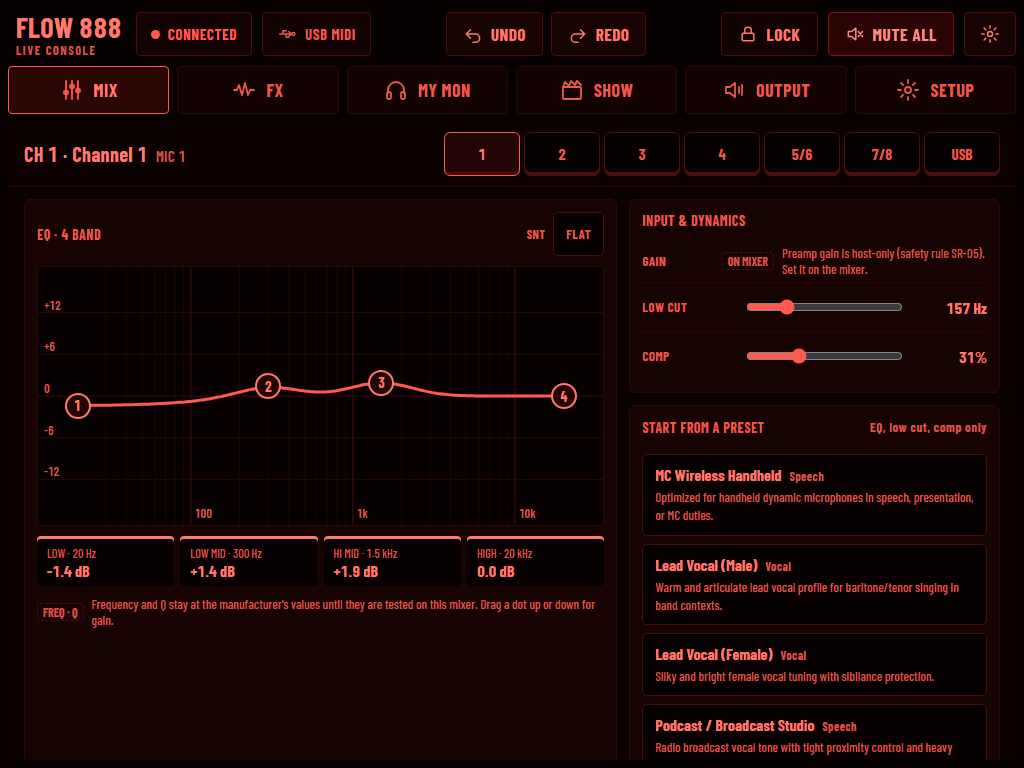 FLOW 888
LIVE CONSOLE
CONNECTED
USB MIDI
UNDO
REDO
LOCK
MUTE ALL
MIX
FX
MY MON
SHOW
OUTPUT
SETUP
CH 1 · Channel 1 MIC 1
1
2
3
4
5/6
7/8
USB
EQ · 4 BAND
SNT
FLAT
+12
+6
0
-6
-12
1
2
3
4
100
1k
10k
LOW · 20 Hz
-1.4 dB
LOW MID · 300 Hz
+1.4 dB
HI MID · 1.5 kHz
+1.9 dB
HIGH · 20 kHz
0.0 dB
FREQ · Q
Frequency and Q stay at the manufacturer's values until they are tested on this mixer. Drag a dot up or down for
gain.
INPUT & DYNAMICS
GAIN
ON MIXER
Preamp gain is host-only (safety rule SR-05).
Set it on the mixer.
LOW CUT
157 Hz
COMP
31%
START FROM A PRESET
EQ, low cut, comp only
MC Wireless Handheld Speech
Optimized for handheld dynamic microphones in speech, presentation,
or MC duties.
Lead Vocal (Male) Vocal
Warm and articulate lead vocal profile for baritone/tenor singing in
band contexts.
Lead Vocal (Female) Vocal
Silky and bright female vocal tuning with sibilance protection.
Podcast / Broadcast Studio Speech
Radio broadcast vocal tone with tight proximity control and heavy